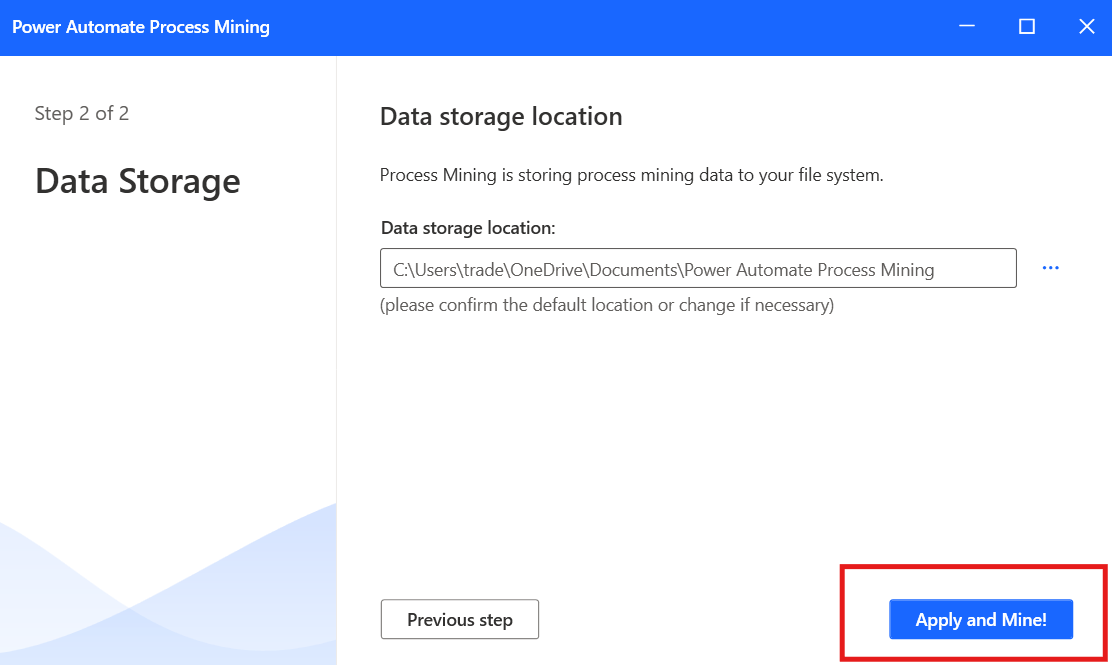 Power Automate Process Mining
Step 2 of 2
Data Storage
Data storage location
Process Mining is storing process mining data to your file system.
Data storage location:
C:\Users\trade\OneDrive\Documents\Power Automate Process Mining
...
(please confirm the default location or change if necessary)
Previous step
Apply and Mine!